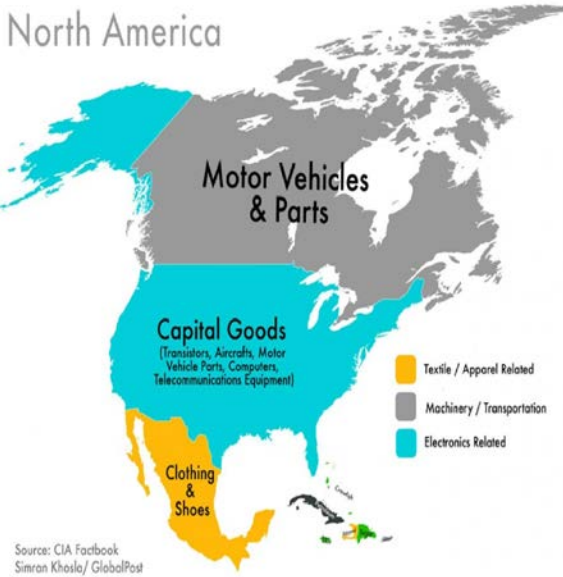 North America
Motor Vehicles
& Parts
Capital Goods
(Transistors, Aircrafts, Motor
Vehicle Parts, Computers,
Telecommunications Equipment)
Textile / Apparel Related
Machinery / Transportation
Electronics Related
Clothing
&
Shoes
Source: CIA Factbook
Simran Khosla/ GlobalPost